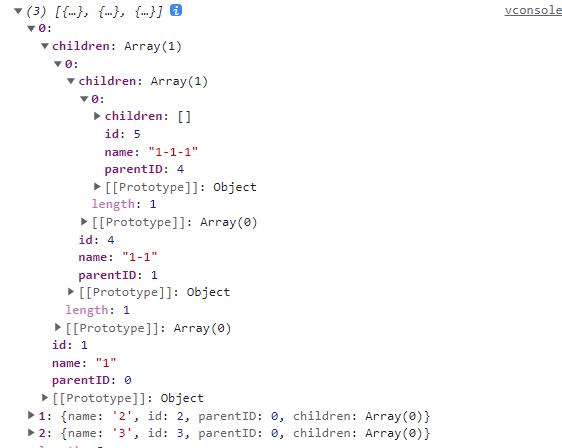 (3) [{…}, {…}, {…}] i vconsole
0:
children: Array(1)
0:
children: Array(1)
0:
children: []
id: 5
name: "1-1-1"
parentID: 4
[[Prototype]]: Object
length: 1
[[Prototype]]: Array(0)
id: 4
name: "1-1"
parentID: 1
[[Prototype]]: Object
length: 1
[[Prototype]]: Array(0)
id: 1
name: "1"
parentID: 0
[[Prototype]]: Object
1: {name: '2', id: 2, parentID: 0, children: Array(0)}
2: {name: '3', id: 3, parentID: 0, children: Array(0)}